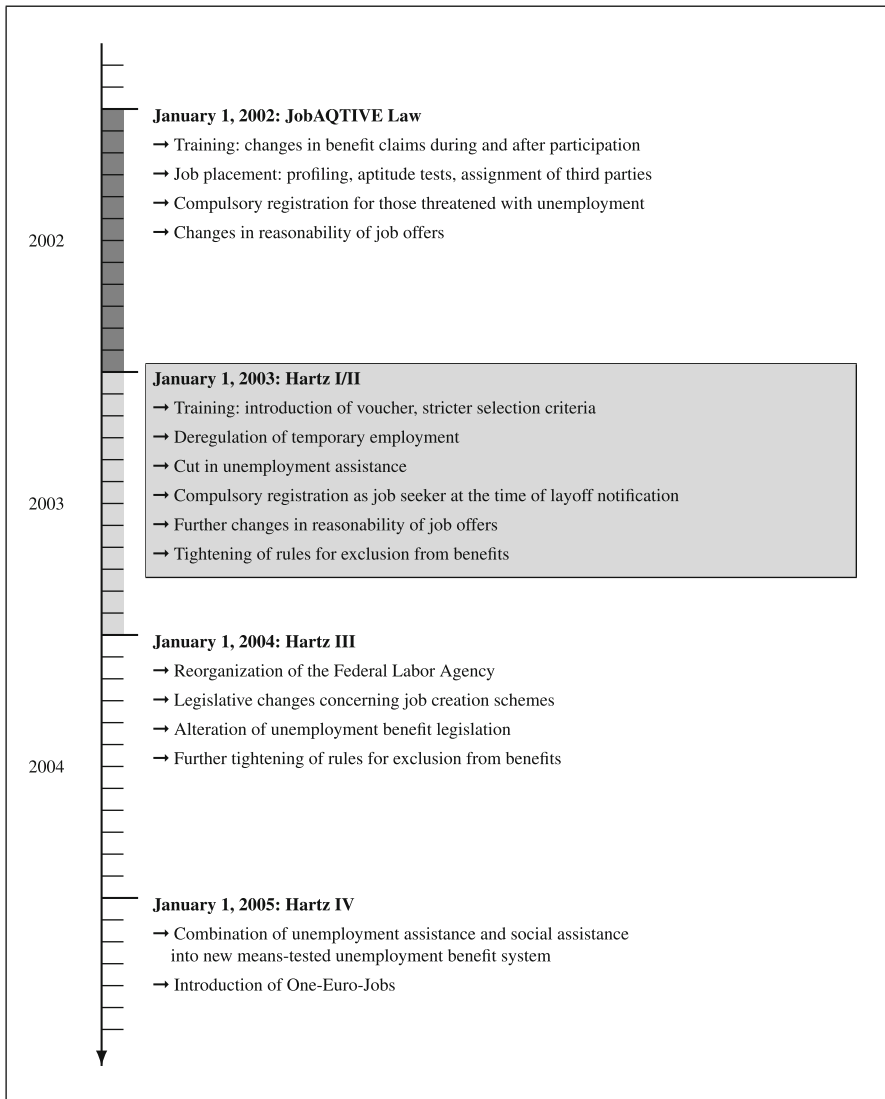 January 1, 2002: JobAQTIVE Law
→ Training: changes in benefit claims during and after participation
→ Job placement: profiling, aptitude tests, assignment of third parties
→ Compulsory registration for those threatened with unemployment
2002
→ Changes in reasonability of job offers
January 1, 2003: Hartz I/II
→ Training: introduction of voucher, stricter selection criteria
→ Deregulation of temporary employment
→ Cut in unemployment assistance
→ Compulsory registration as job seeker at the time of layoff notification
2003
→ Further changes in reasonability of job offers
→ Tightening of rules for exclusion from benefits
January 1, 2004: Hartz III
→ Reorganization of the Federal Labor Agency
→ Legislative changes concerning job creation schemes
→ Alteration of unemployment benefit legislation
→ Further tightening of rules for exclusion from benefits
2004
January 1, 2005: Hartz IV
→ Combination of unemployment assistance and social assistance
into new means-tested unemployment benefit system
→ Introduction of One-Euro-Jobs